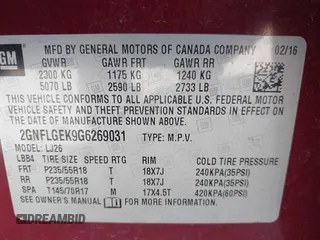 GM
MFD BY GENERAL MOTORS OF CANADA COMPANY 02/16
GVWR GAWR FRT GAWR RR
2300 KG 1175 KG 1240 KG
5070 LB 2590 LB 2733 LB
THIS VEHICLE CONFORMS TO ALL APPLICABLE U.S.
FEDERAL MOTOR VEHICLE SAFETY, BUMPER, AND
THEFT PREVENTION STANDARDS IN EFFECT ON THE
DATE OF MANUFACTURE SHOWN ABOVE.
2GNFLGEK9G6269031 TYPE: M.P.V.
MODEL: LJ26
LBB4 TIRE SIZE SPEED RTG RIM COLD TIRE PRESSURE
FRT P235/55R18 T 18X7J 240KPA(35PSI)
RR P235/55R18 T 18X7J 240KPA(35PSI)
SPA T145/70R17 M 17X4.5T 420KPA(60PSI)
SEE OWNER'S MANUAL FOR MORE INFORMATION.
DREAMBID